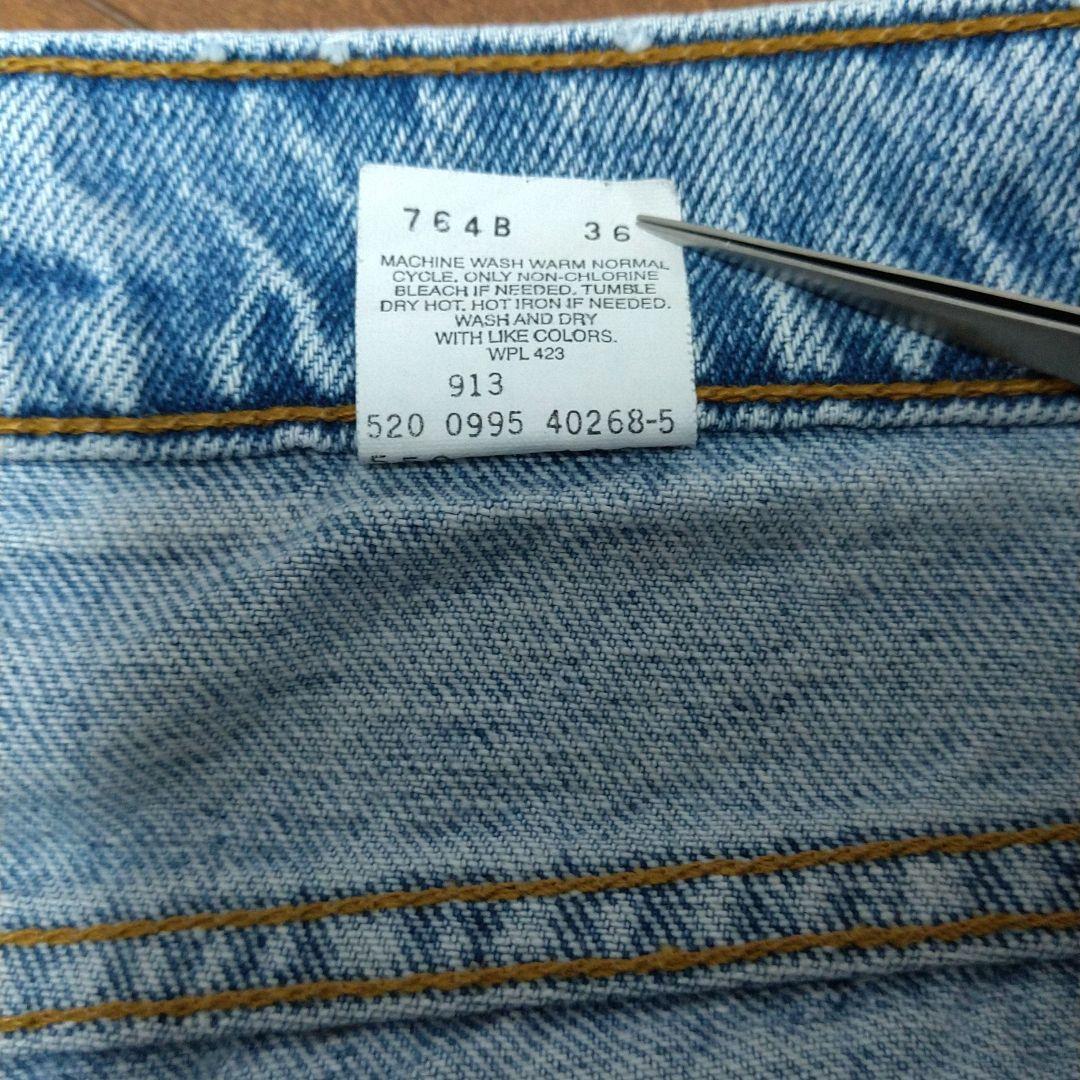 764B 36
MACHINE WASH WARM NORMAL
CYCLE, ONLY NON-CHLORINE
BLEACH IF NEEDED. TUMBLE
DRY HOT. HOT IRON IF NEEDED.
WASH AND DRY
WITH LIKE COLORS.
WPL 423
913
520 0995 40268-5